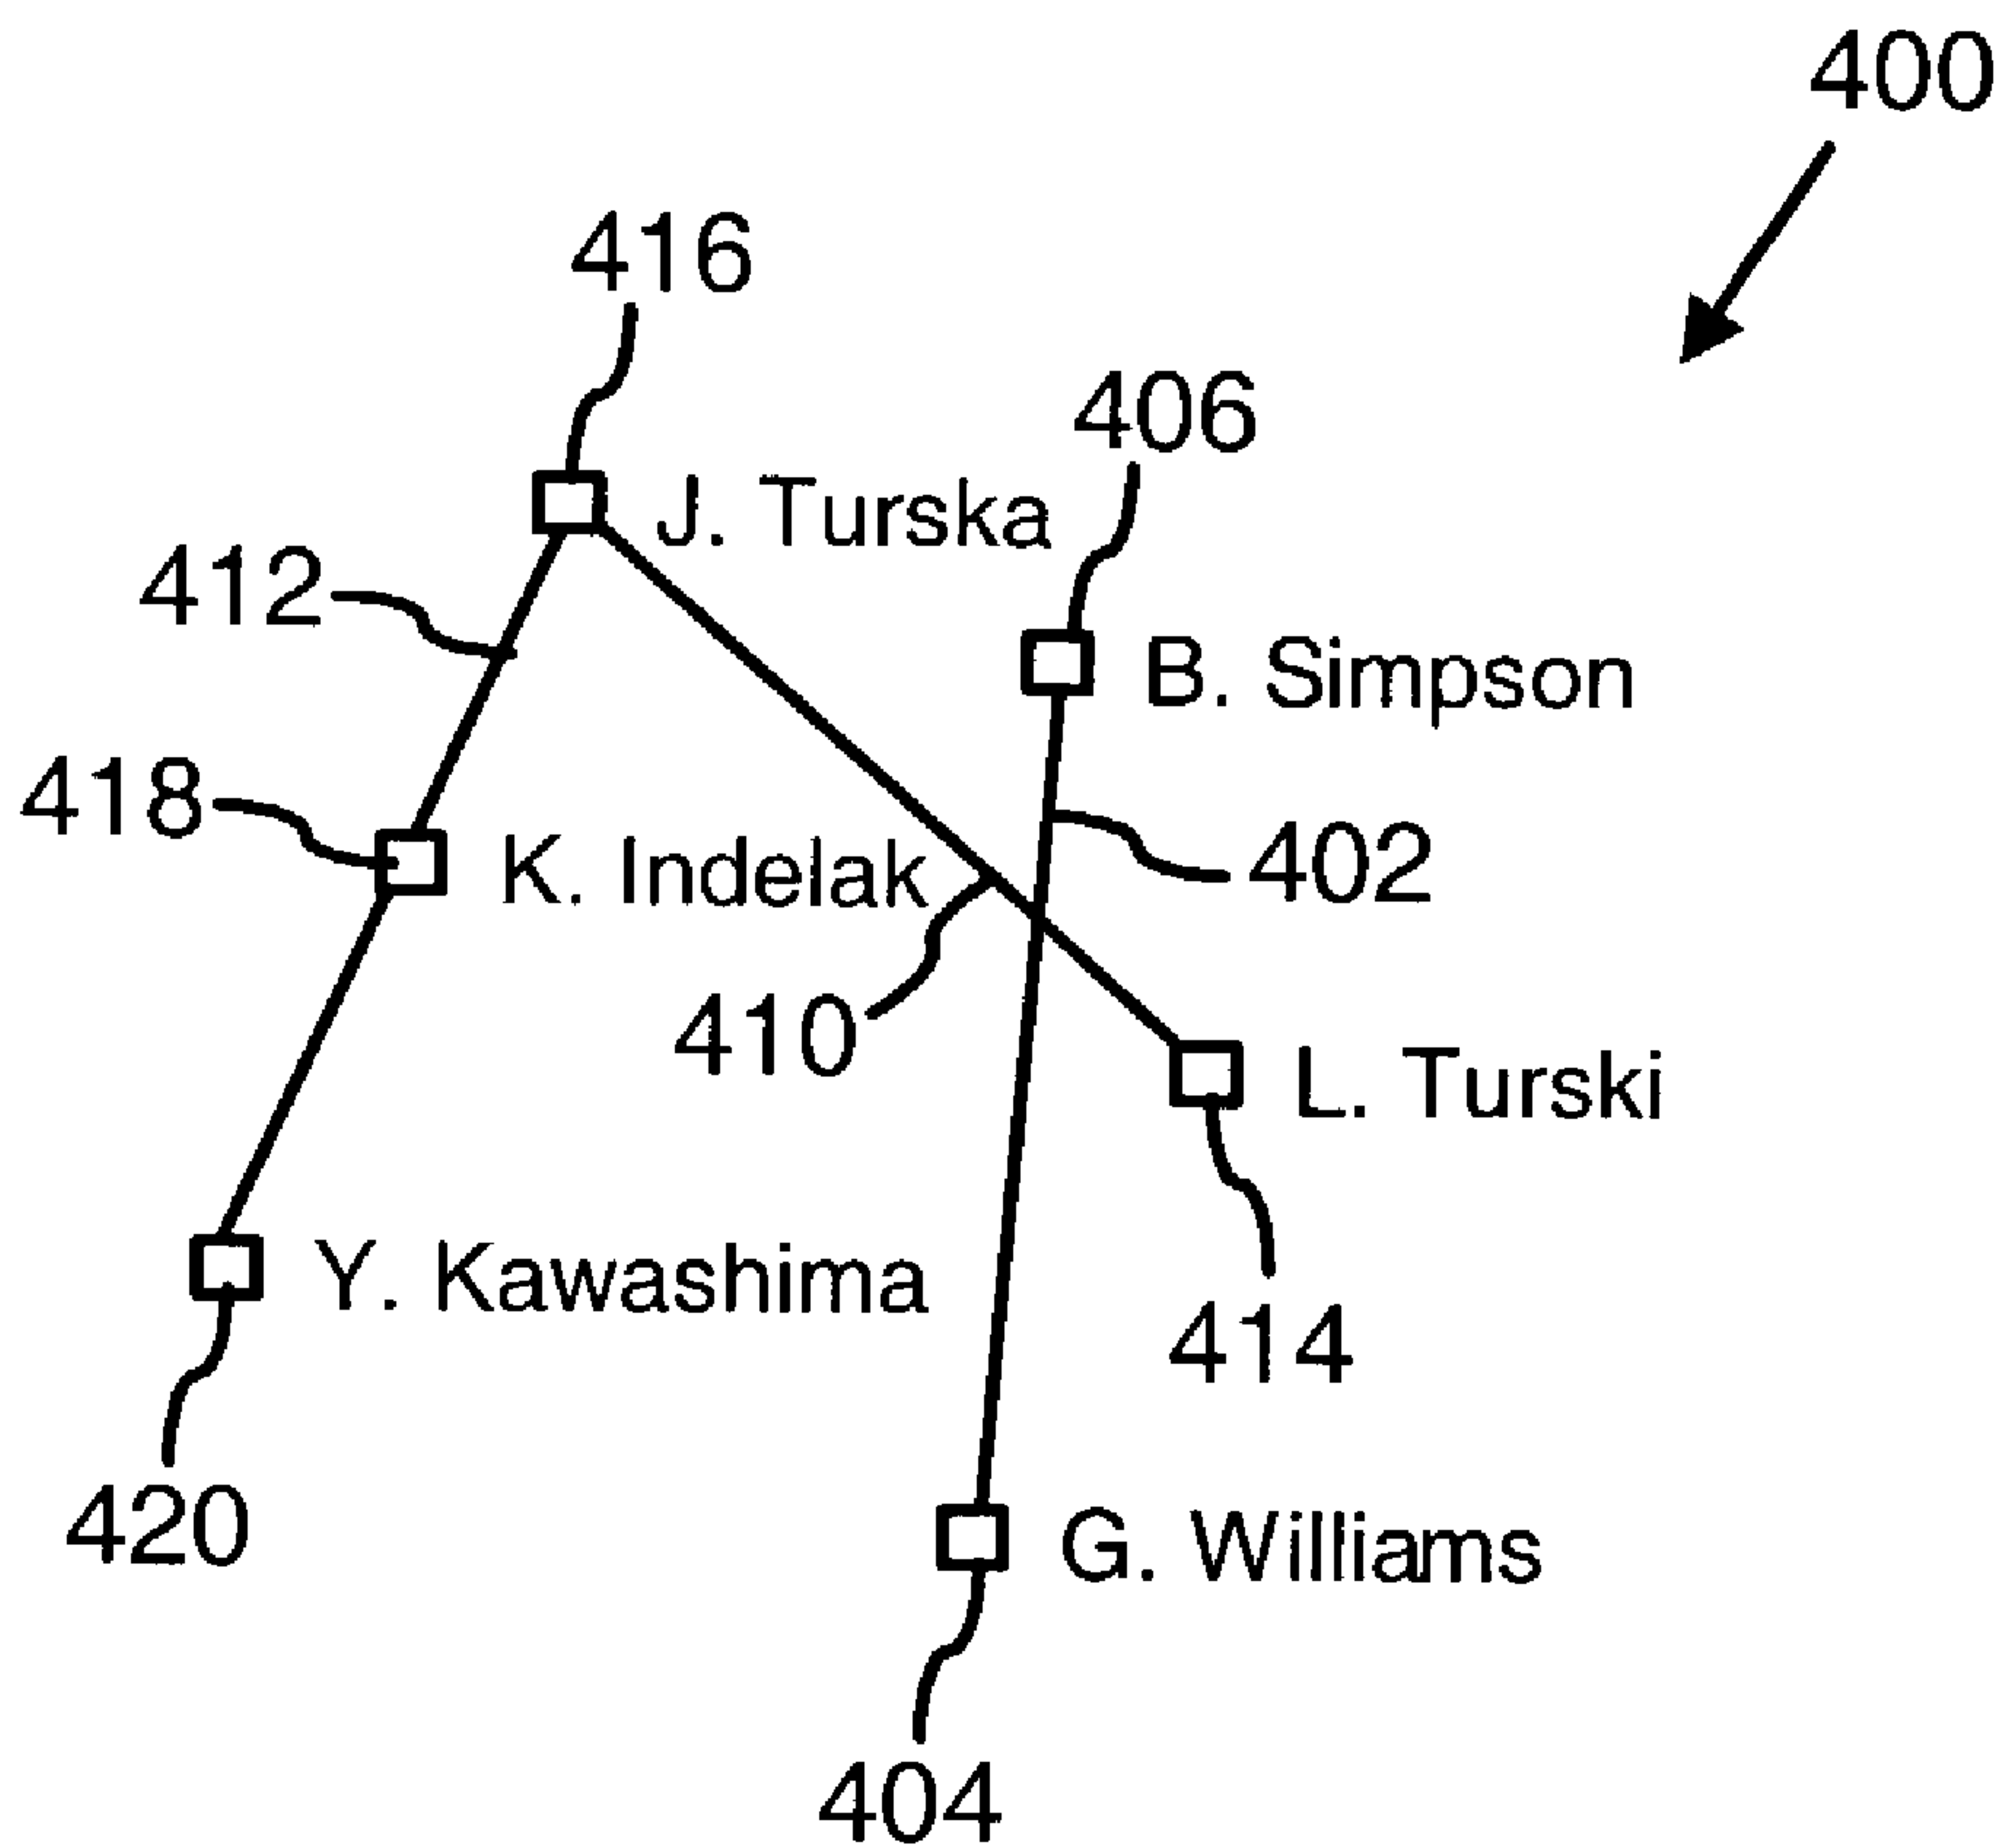 400
416
406
J. Turska
412
B. Simpson
418
K. Indelak
402
410
L. Turski
Y. Kawashima
414
420
G. Williams
404